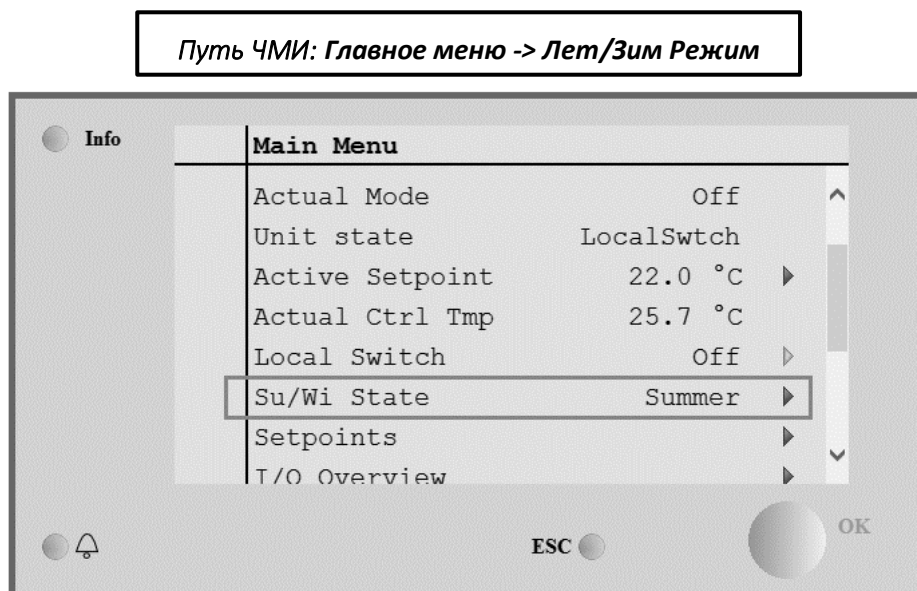 Путь ЧМИ: Главное меню -> Лет/Зим Режим
Info
Main Menu
Actual Mode Off
Unit state LocalSwtch
Active Setpoint 22.0 °C
Actual Ctrl Tmp 25.7 °C
Local Switch Off
Su/Wi State Summer
Setpoints
I/O Overview
OK
ESC